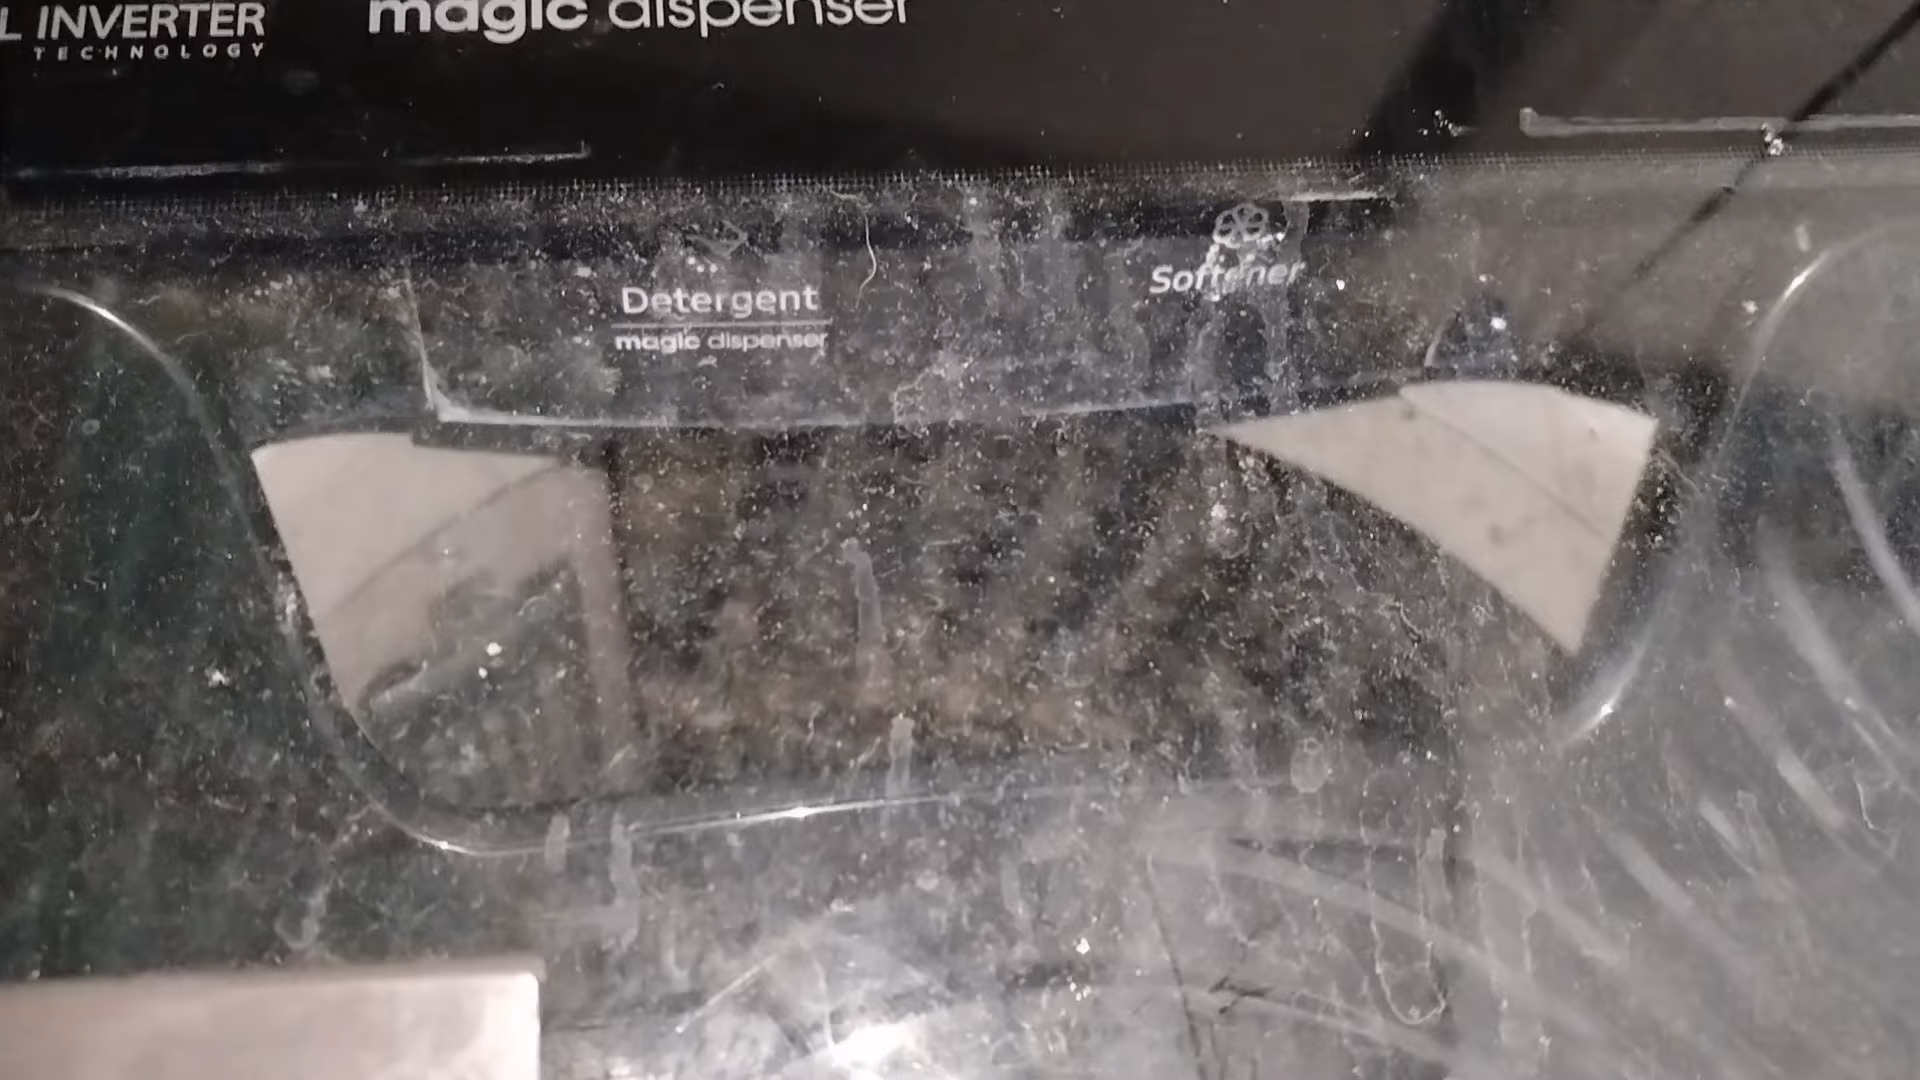 L INVERTER
TECHNOLOGY
magic dispenser
Detergent
magic dispenser
Softener